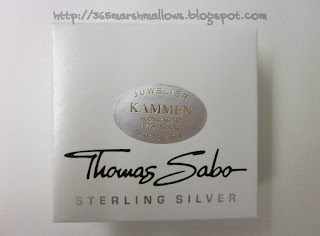 http://365marshmallows.blogspot.com
JUWELIER
KAMMEN
Thomas Sabo
STERLING SILVER